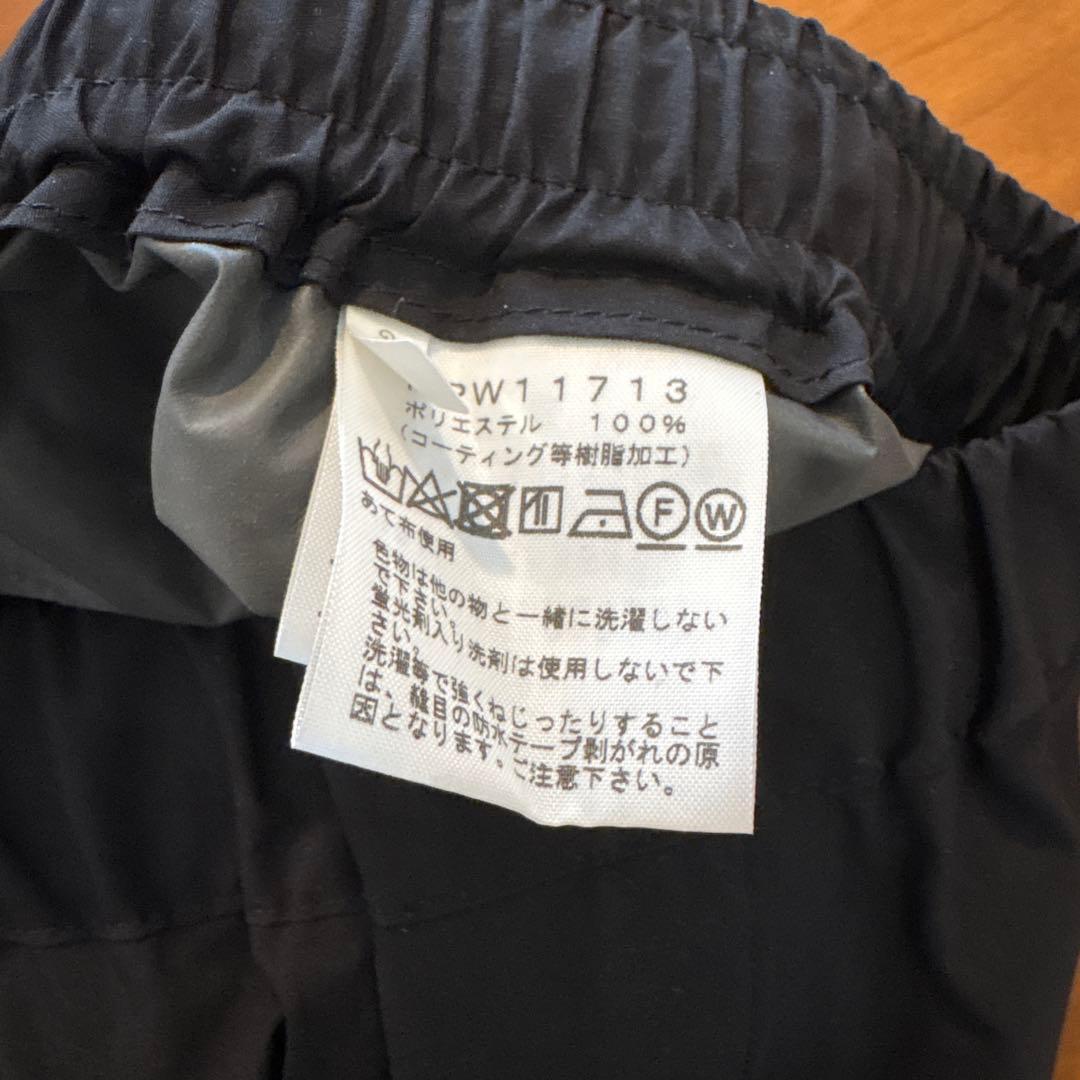 PW11713
ポリエステル 100%
(コーティング等樹脂加工)
F W
あて布使用
色物は他の物と一緒に洗濯しない
で下さい。
蛍光剤入り洗剤は使用しないで下
さい。
洗濯等で強くねじったりすること
は、縫目の防水テープ剥がれの原
因となります。ご注意下さい。